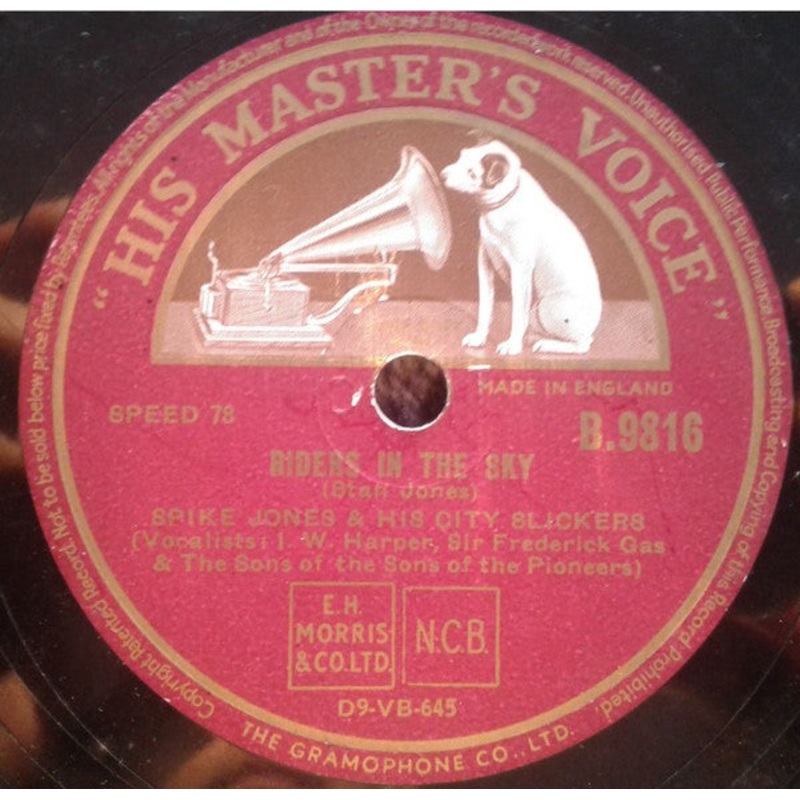 Copyright Patented Record. Not to be sold below price fixed by Regn. Labels. All rights of the Manufacturer and of the Owner of the recorded work reserved. Unauthorised Public Performance Broadcasting and Copying of this Record Prohibited.
"HIS MASTER'S VOICE"
MADE IN ENGLAND
SPEED 78
B.9816
RIDERS IN THE SKY
(Stan Jones)
SPIKE JONES & HIS CITY SLICKERS
(Vocalists: I. W. Harper, Sir Frederick Gas
& The Sons of the Sons of the Pioneers)
E.H.
MORRIS
& CO.LTD.
N.C.B.
D9-VB-645
THE GRAMOPHONE CO., LTD.